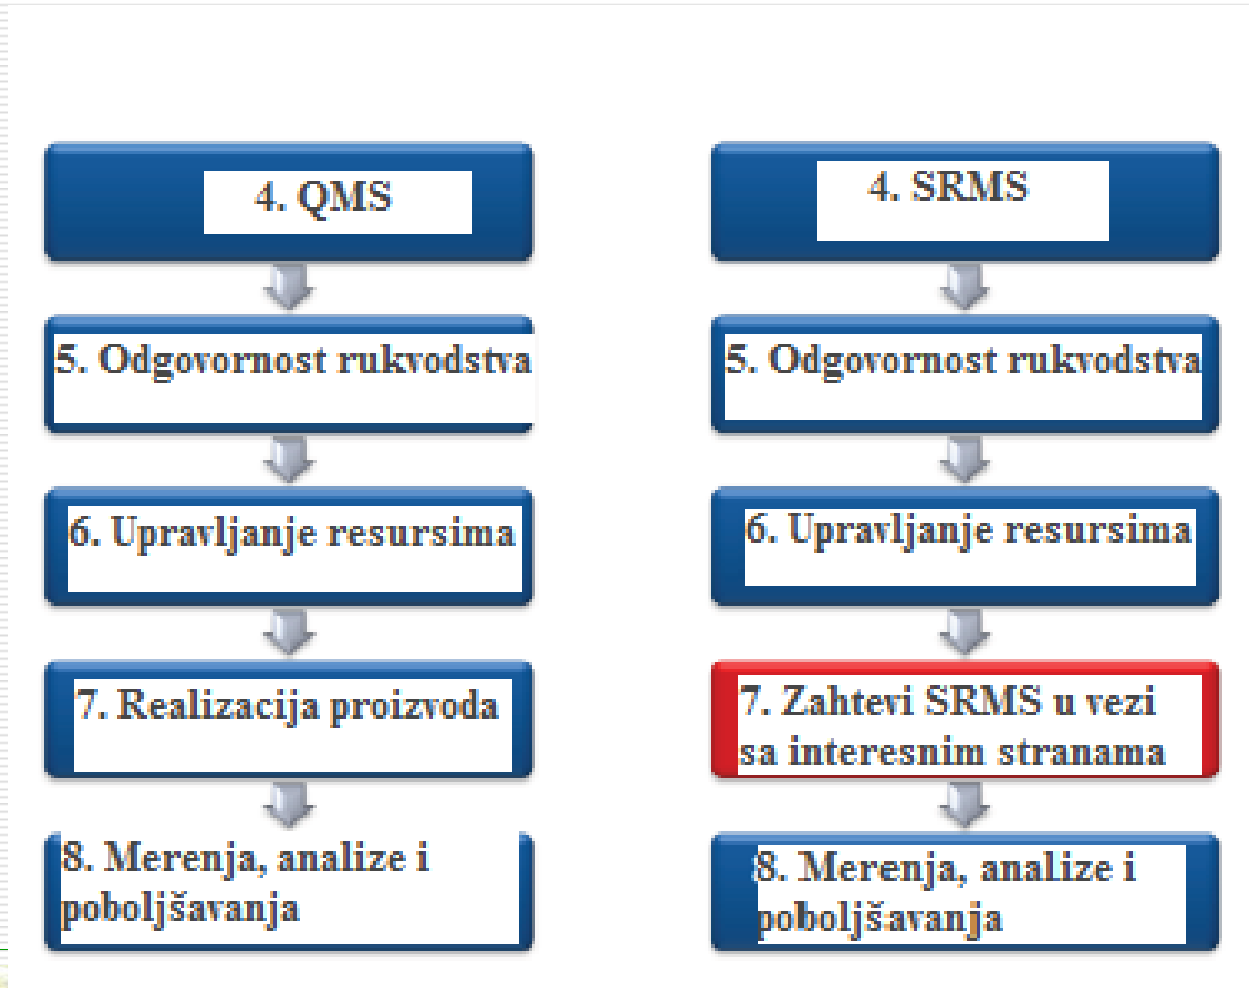 4. QMS
5. Odgovornost rukvodstva
6. Upravljanje resursima
7. Realizacija proizvoda
8. Merenja, analize i
poboljšavanja
4. SRMS
5. Odgovornost rukvodstva
6. Upravljanje resursima
7. Zahtevi SRMS u vezi
sa interesnim stranama
8. Merenja, analize i
poboljšavanja